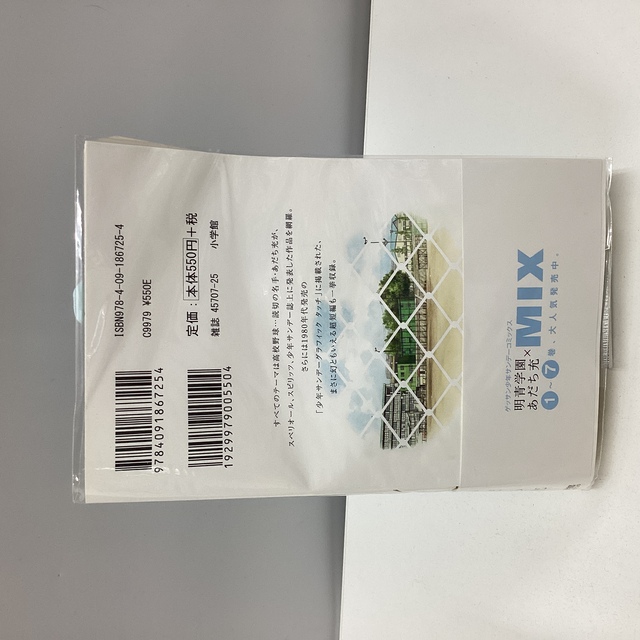 ISBN978-4-09-186725-4
C9979 ¥550E
定価：本体550円＋税
雑誌 45707-25　小学館
9784091867254
1929979005504
すべてのテーマは高校野球…読切の名手・あだち充が、
スペリオール、スピリッツ、少年サンデー誌上に発表した作品を網羅。
さらには1980年代発売の
「少年サンデーグラフィック タッチ」に掲載された、
まさに幻ともいえる超短編も一挙収録。
ゲッサン少年サンデーコミックス
明青学園×
あだち充
MIX
1～7巻、大人気発売中。